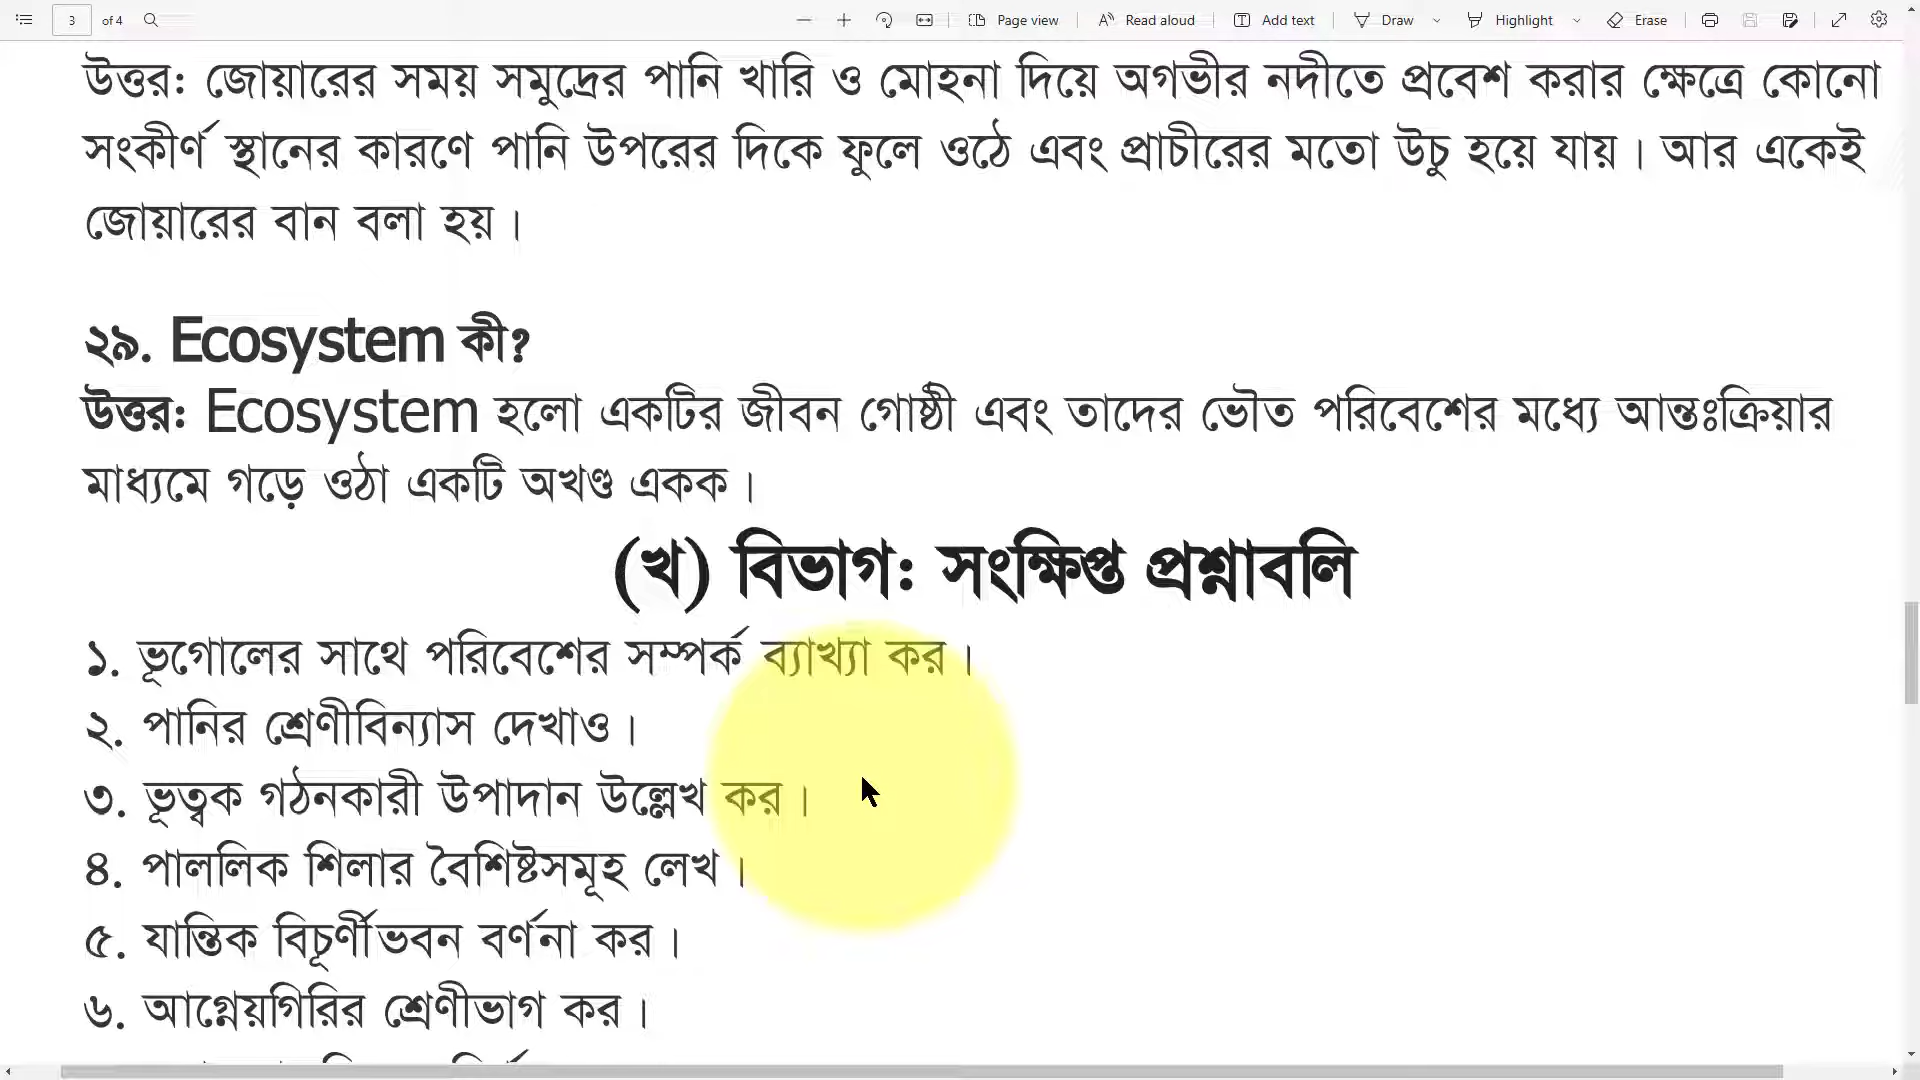 3 of 4 Page view Read aloud Add text Draw Highlight Erase
উত্তর: জোয়ারের সময় সমুদ্রের পানি খারি ও মোহনা দিয়ে অগভীর নদীতে প্রবেশ করার ক্ষেত্রে কোনো
সংকীর্ণ স্থানের কারণে পানি উপরের দিকে ফুলে ওঠে এবং প্রাচীরের মতো উচু হয়ে যায়। আর একেই
জোয়ারের বান বলা হয়।
২৯. Ecosystem কী?
উত্তর: Ecosystem হলো একটির জীবন গোষ্ঠী এবং তাদের ভৌত পরিবেশের মধ্যে আন্তঃক্রিয়ার
মাধ্যমে গড়ে ওঠা একটি অখণ্ড একক।
(খ) বিভাগ: সংক্ষিপ্ত প্রশ্নাবলি
১. ভূগোলের সাথে পরিবেশের সম্পর্ক ব্যাখ্যা কর।
২. পানির শ্রেণীবিন্যাস দেখাও।
৩. ভূত্বক গঠনকারী উপাদান উল্লেখ কর।
৪. পাললিক শিলার বৈশিষ্টসমূহ লেখ।
৫. যান্তিক বিচূর্ণীভবন বর্ণনা কর।
৬. আগ্নেয়গিরির শ্রেণীভাগ কর।